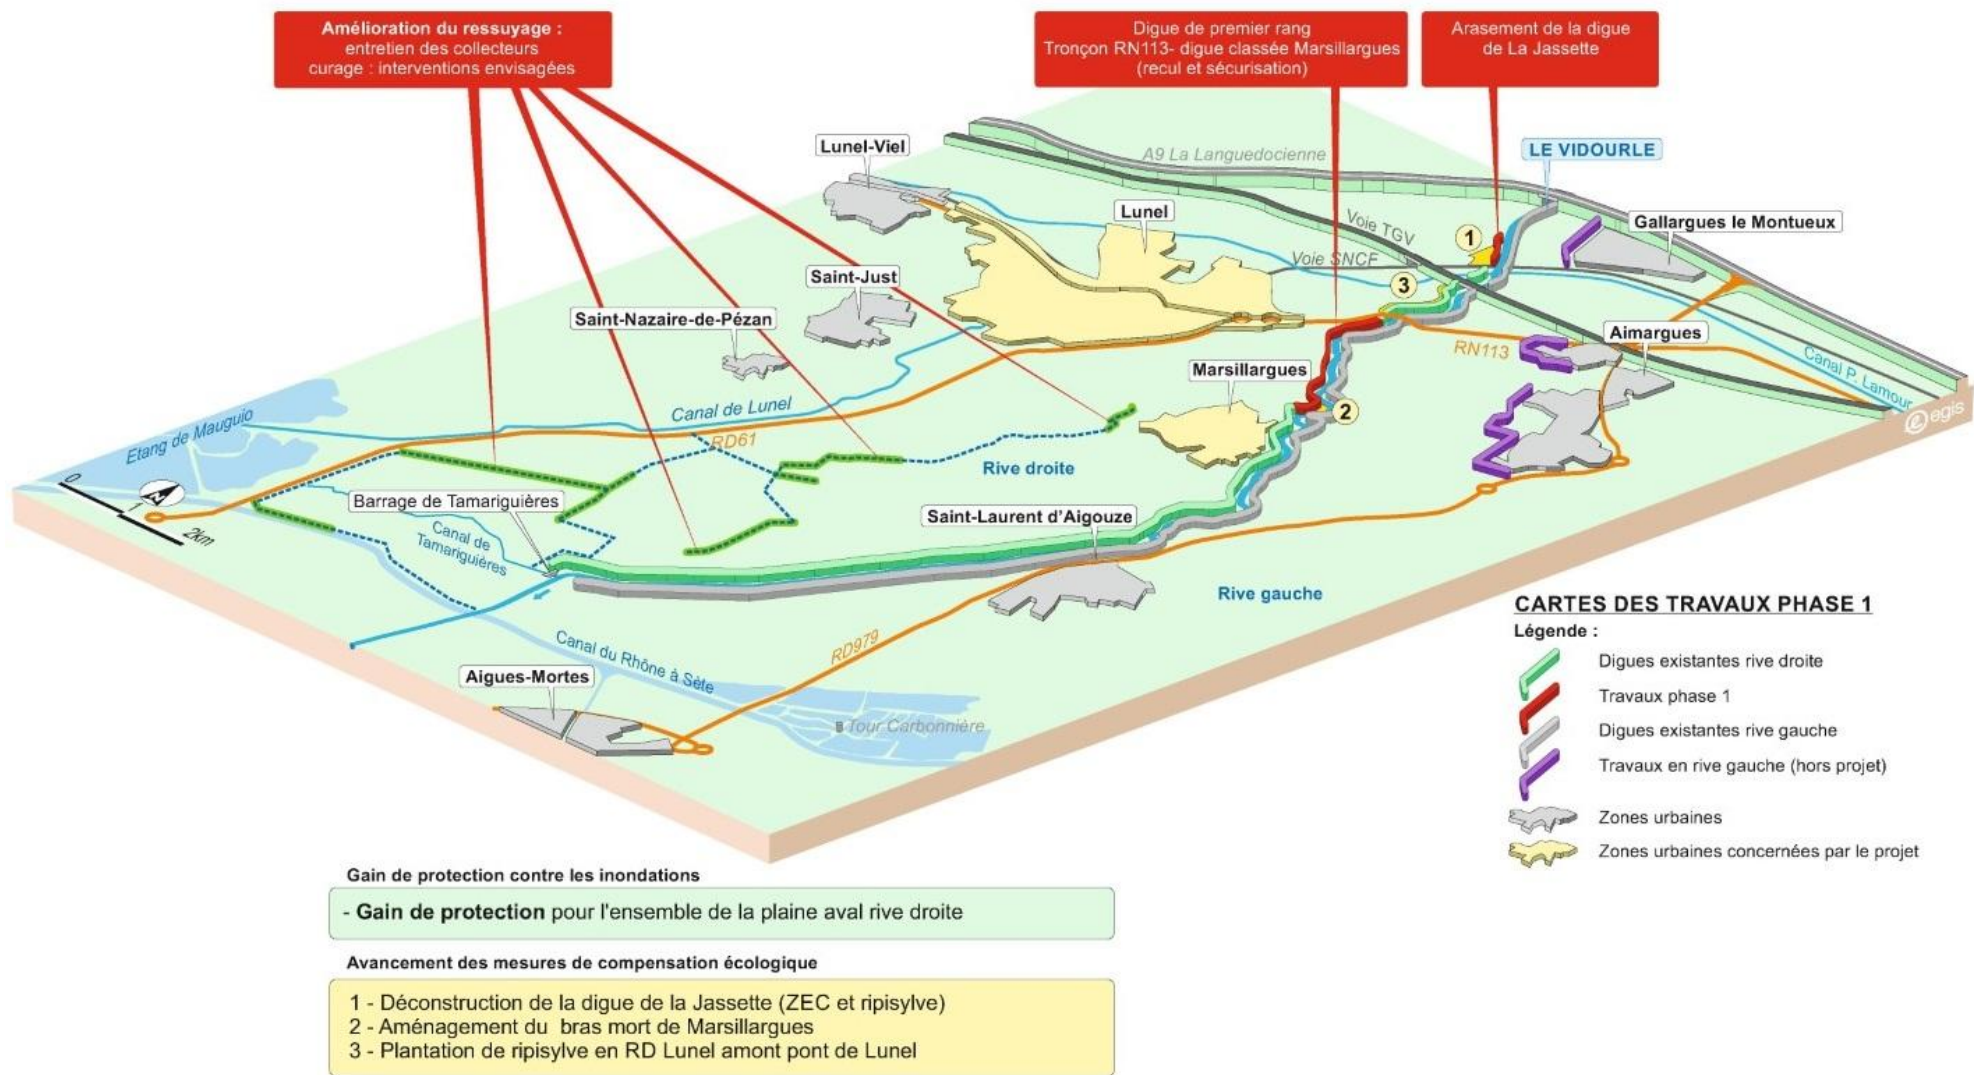 Amélioration du ressuyage :
entretien des collecteurs
curage : interventions envisagées
Digue de premier rang
Tronçon RN113- digue classée Marsillargues
(recul et sécurisation)
Arasement de la digue
de La Jassette
Lunel-Viel
A9 La Languedocienne
LE VIDOURLE
Lunel
Voie TGV
1
Gallargues le Montueux
Voie SNCF
Saint-Just
3
Saint-Nazaire-de-Pézan
Aimargues
RN113
Canal P. Lamour
Marsillargues
egis
2
Canal de Lunel
RD61
Etang de Mauguio
Rive droite
0
2km
N
Barrage de Tamariguières
Canal de
Tamariguières
Saint-Laurent d'Aigouze
Rive gauche
Canal du Rhône à Sète
RD979
Aigues-Mortes
Tour Carbonnière
CARTES DES TRAVAUX PHASE 1
Légende :
Digues existantes rive droite
Travaux phase 1
Digues existantes rive gauche
Travaux en rive gauche (hors projet)
Zones urbaines
Zones urbaines concernées par le projet
Gain de protection contre les inondations
- Gain de protection pour l'ensemble de la plaine aval rive droite
Avancement des mesures de compensation écologique
1 - Déconstruction de la digue de la Jassette (ZEC et ripisylve)
2 - Aménagement du bras mort de Marsillargues
3 - Plantation de ripisylve en RD Lunel amont pont de Lunel